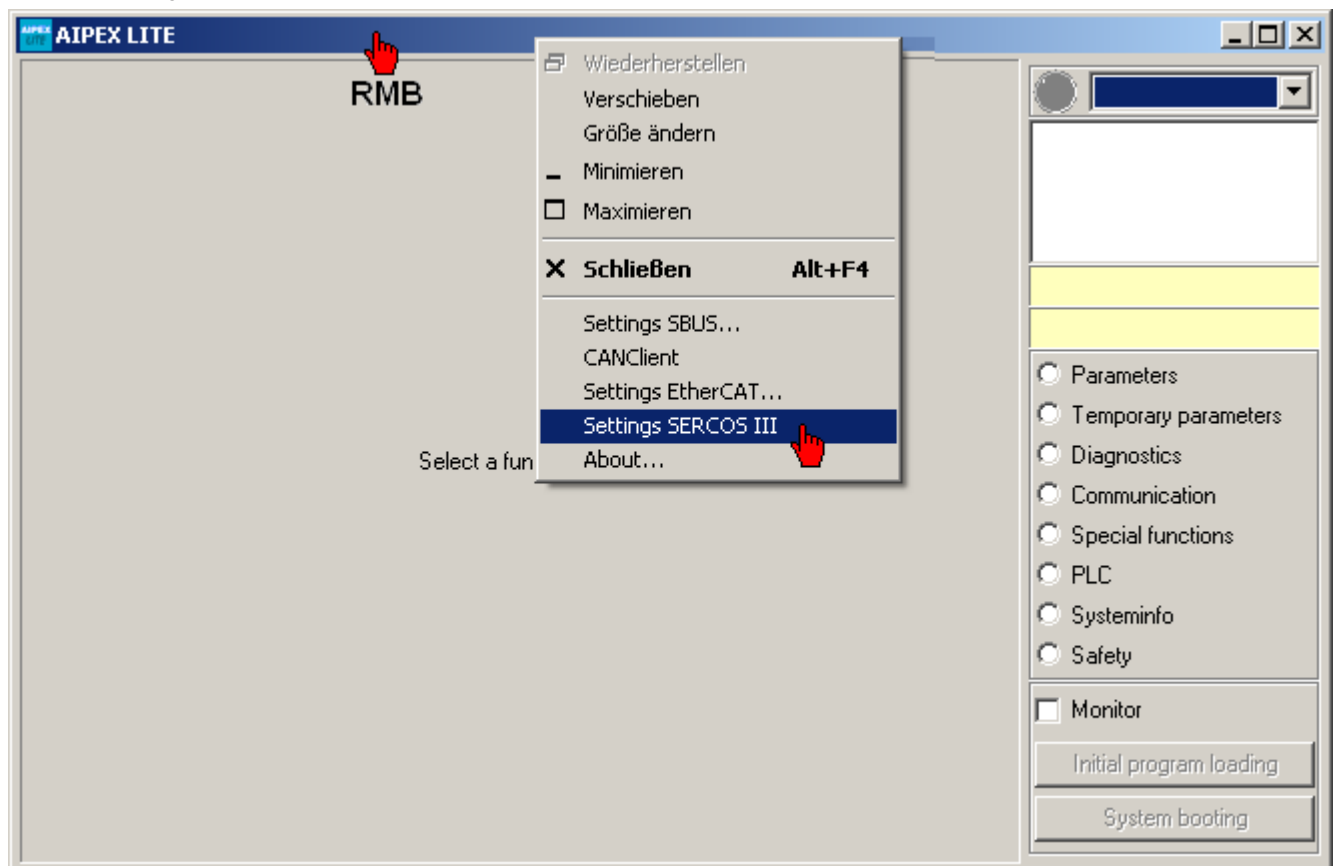 AIPEX LITE AIPEX LITE
RMB
Wiederherstellen
Verschieben
Größe ändern
Minimieren
Maximieren
Schließen Alt+F4
Settings SBUS...
CANClient
Settings EtherCAT...
Settings SERCOS III
About...
Select a fun
Parameters
Temporary parameters
Diagnostics
Communication
Special functions
PLC
Systeminfo
Safety
Monitor
Initial program loading
System booting